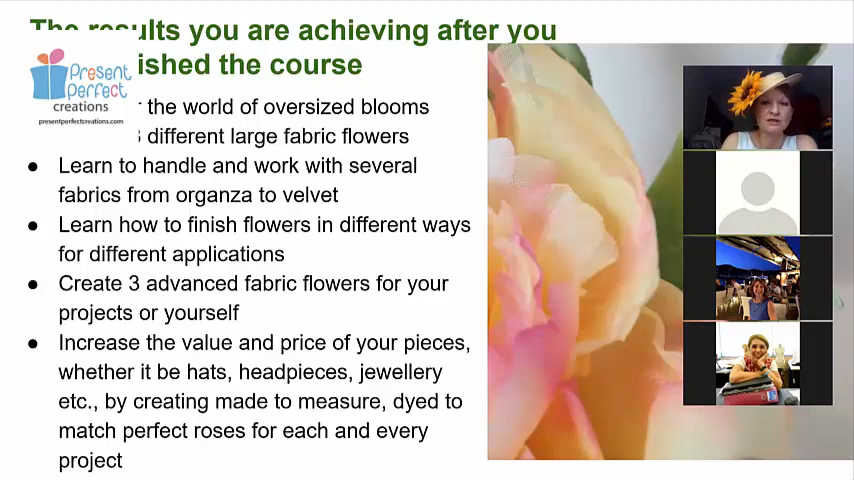 The results you are achieving after you
ished the course
the world of oversized blooms
3 different large fabric flowers
● Learn to handle and work with several
fabrics from organza to velvet
● Learn how to finish flowers in different ways
for different applications
● Create 3 advanced fabric flowers for your
projects or yourself
● Increase the value and price of your pieces,
whether it be hats, headpieces, jewellery
etc., by creating made to measure, dyed to
match perfect roses for each and every
project
Present
Perfect
creations
presentperfectcreations.com